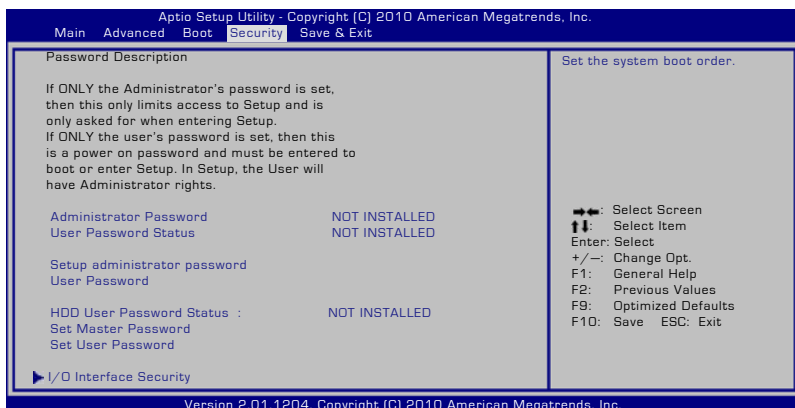 Aptio Setup Utility - Copyright (C) 2010 American Megatrends, Inc.
Main Advanced Boot Security Save & Exit
Password Description
If ONLY the Administrator's password is set,
then this only limits access to Setup and is
only asked for when entering Setup.
If ONLY the user's password is set, then this
is a power on password and must be entered to
boot or enter Setup. In Setup, the User will
have Administrator rights.
Administrator Password NOT INSTALLED
User Password Status NOT INSTALLED
Setup administrator password
User Password
HDD User Password Status : NOT INSTALLED
Set Master Password
Set User Password
I/O Interface Security
Set the system boot order.
→←: Select Screen
↑↓: Select Item
Enter: Select
+/—: Change Opt.
F1: General Help
F2: Previous Values
F9: Optimized Defaults
F10: Save ESC: Exit
Version 2.01.1204. Copyright (C) 2010 American Megatrends, Inc.